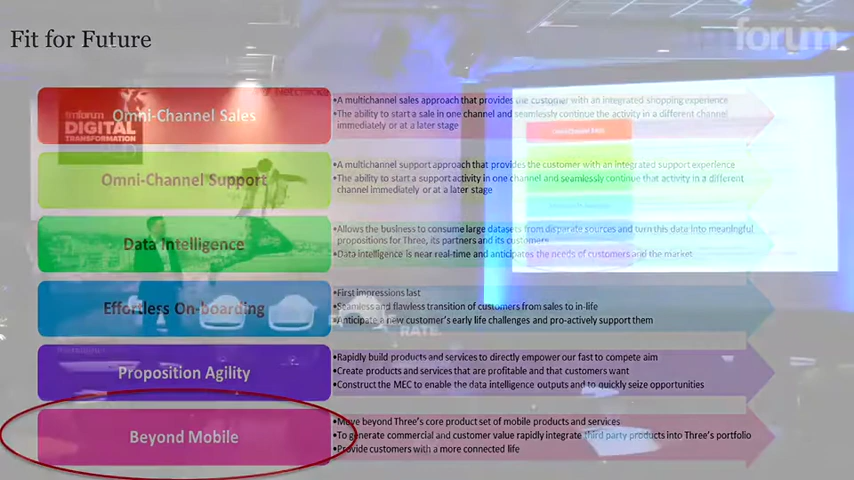 Fit for Future
tmforum
tmforum
DIGITAL
TRANSFORMATION
Omni-Channel Sales
•A multichannel sales approach that provides the customer with an integrated shopping experience
•The ability to start a sale in one channel and seamlessly continue the activity in a different channel
immediately or at a later stage
Omni-Channel Support
•A multichannel support approach that provides the customer with an integrated support experience
•The ability to start a support activity in one channel and seamlessly continue that activity in a different
channel immediately or at a later stage
Data Intelligence
•Allows the business to consume large datasets from disparate sources and turn this data into meaningful
propositions for Three, its partners and its customers
•Data intelligence is near real-time and anticipates the needs of customers and the market
Effortless On-boarding
•First impressions last
•Seamless and flawless transition of customers from sales to in-life
•Anticipate a new customer's early life challenges and pro-actively support them
RATE
Proposition Agility
•Rapidly build products and services to directly empower our fast to compete aim
•Create products and services that are profitable and that customers want
•Construct the MEC to enable the data intelligence outputs and to quickly seize opportunities
Beyond Mobile
•Move beyond Three's core product set of mobile products and services
•To generate commercial and customer value rapidly integrate third party products into Three's portfolio
•Provide customers with a more connected life